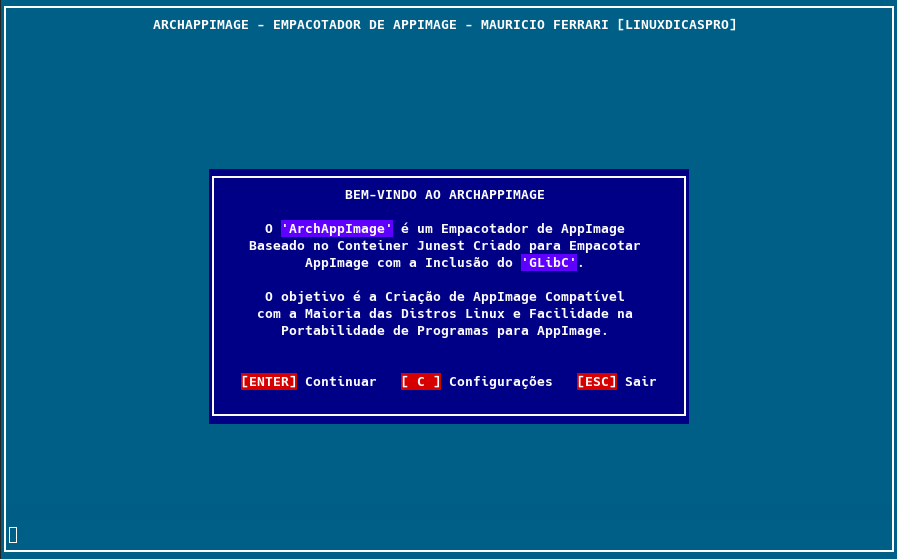 ARCHAPPIMAGE - EMPACOTADOR DE APPIMAGE - MAURICIO FERRARI [LINUXDICASPRO]
BEM-VINDO AO ARCHAPPIMAGE
O 'ArchAppImage' é um Empacotador de AppImage
Baseado no Conteiner Junest Criado para Empacotar
AppImage com a Inclusão do 'GLibC'.
O objetivo é a Criação de AppImage Compatível
com a Maioria das Distros Linux e Facilidade na
Portabilidade de Programas para AppImage.
[ENTER] Continuar [ C ] Configurações [ESC] Sair